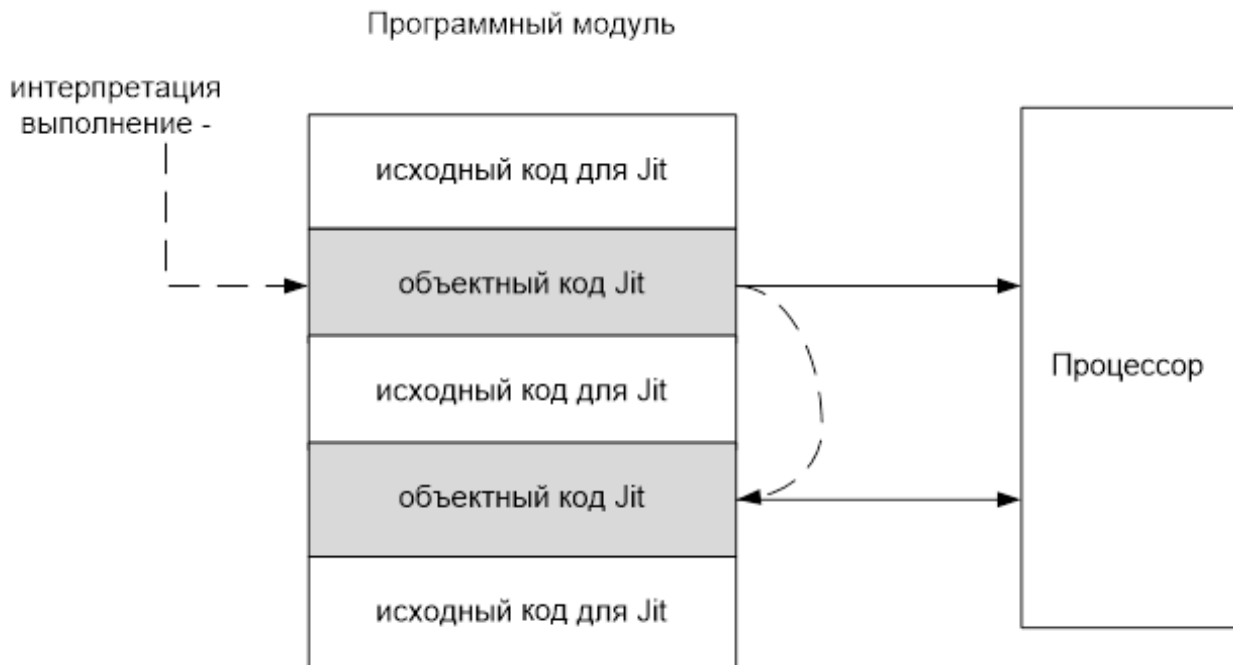 Программный модуль
интерпретация
выполнение -
исходный код для Jit
объектный код Jit
исходный код для Jit
Процессор
объектный код Jit
исходный код для Jit